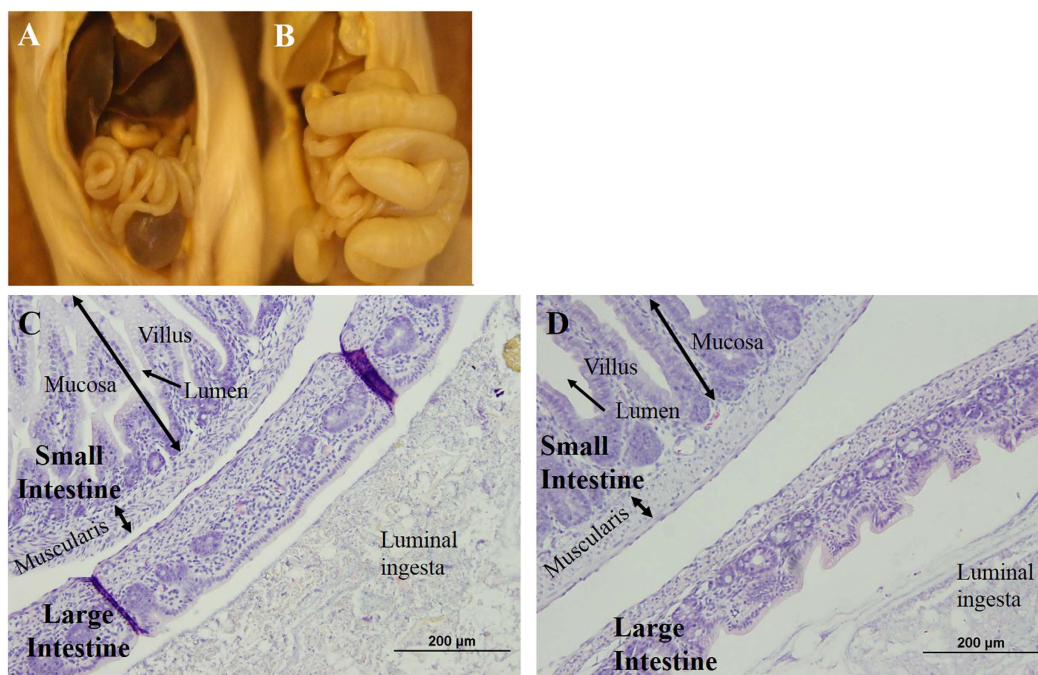 A
B
C
Villus
Mucosa
Lumen
Small
Intestine
Muscularis
Luminal
ingesta
Large
Intestine
200 µm
D
Mucosa
Villus
Lumen
Small
Intestine
Muscularis
Luminal
ingesta
Large
Intestine
200 µm